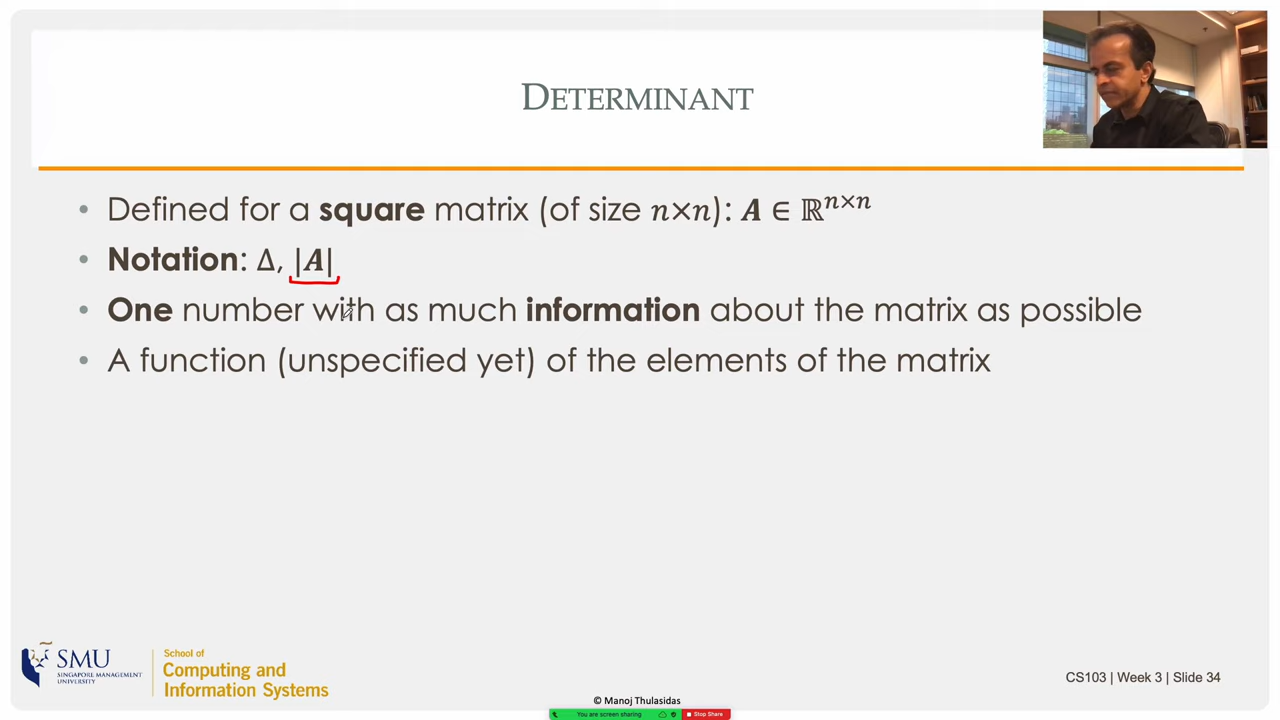 DETERMINANT
• Defined for a square matrix (of size n×n): A ∈ ℝⁿˣⁿ
• Notation: Δ, |A|
• One number with as much information about the matrix as possible
• A function (unspecified yet) of the elements of the matrix
SMU
SINGAPORE MANAGEMENT
UNIVERSITY
School of
Computing and
Information Systems
CS103 | Week 3 | Slide 34
© Manoj Thulasidas
You are screen sharing
Stop Share